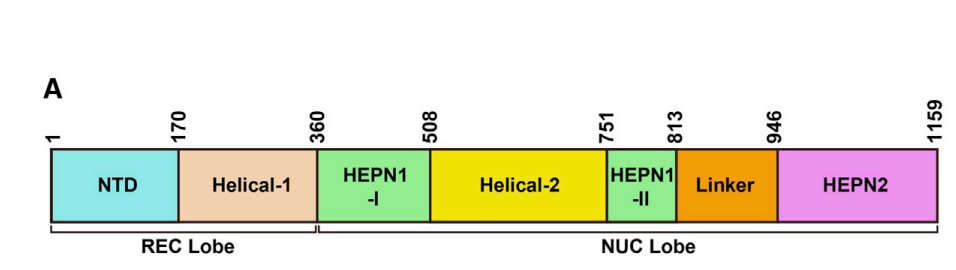 A
1 170 360 508 751 813 946 1159
NTD Helical-1 HEPN1 Helical-2 HEPN1 Linker HEPN2
-I -II
REC Lobe NUC Lobe